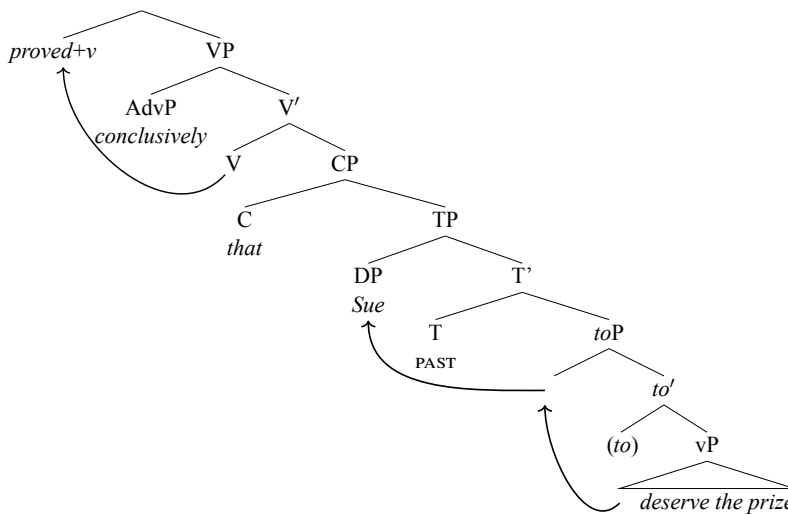 proved+v VP
AdvP V′
conclusively
V CP
C TP
that
DP T’
Sue
T toP
PAST
to′
(to) vP
deserve the prize